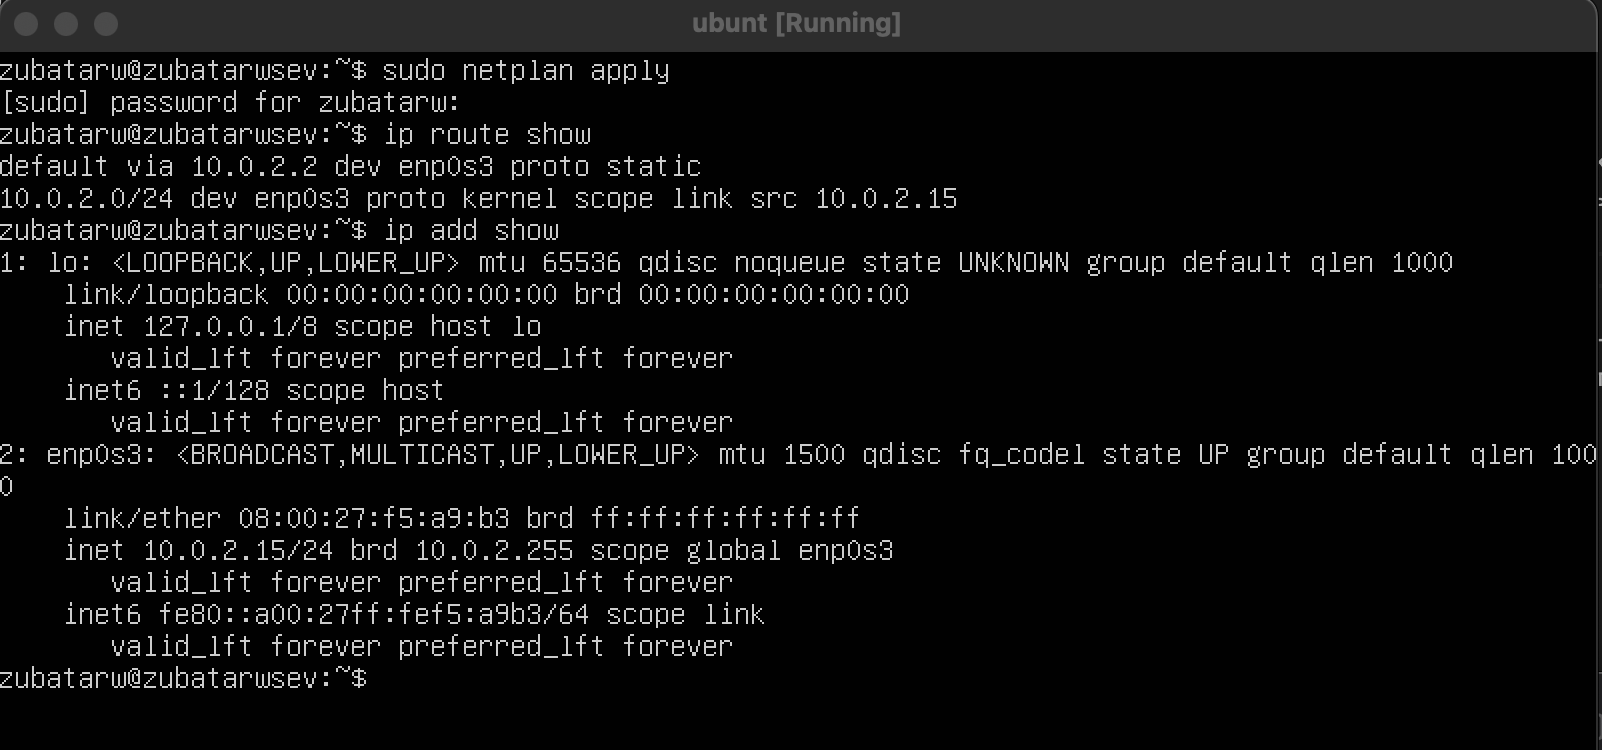 ubunt [Running]
zubatarw@zubatarwsev:~$ sudo netplan apply
[sudo] password for zubatarw:
zubatarw@zubatarwsev:~$ ip route show
default via 10.0.2.2 dev enp0s3 proto static
10.0.2.0/24 dev enp0s3 proto kernel scope link src 10.0.2.15
zubatarw@zubatarwsev:~$ ip add show
1: lo: <LOOPBACK,UP,LOWER_UP> mtu 65536 qdisc noqueue state UNKNOWN group default qlen 1000
    link/loopback 00:00:00:00:00:00 brd 00:00:00:00:00:00
    inet 127.0.0.1/8 scope host lo
       valid_lft forever preferred_lft forever
    inet6 ::1/128 scope host
       valid_lft forever preferred_lft forever
2: enp0s3: <BROADCAST,MULTICAST,UP,LOWER_UP> mtu 1500 qdisc fq_codel state UP group default qlen 100
0
    link/ether 08:00:27:f5:a9:b3 brd ff:ff:ff:ff:ff:ff
    inet 10.0.2.15/24 brd 10.0.2.255 scope global enp0s3
       valid_lft forever preferred_lft forever
    inet6 fe80::a00:27ff:fef5:a9b3/64 scope link
       valid_lft forever preferred_lft forever
zubatarw@zubatarwsev:~$